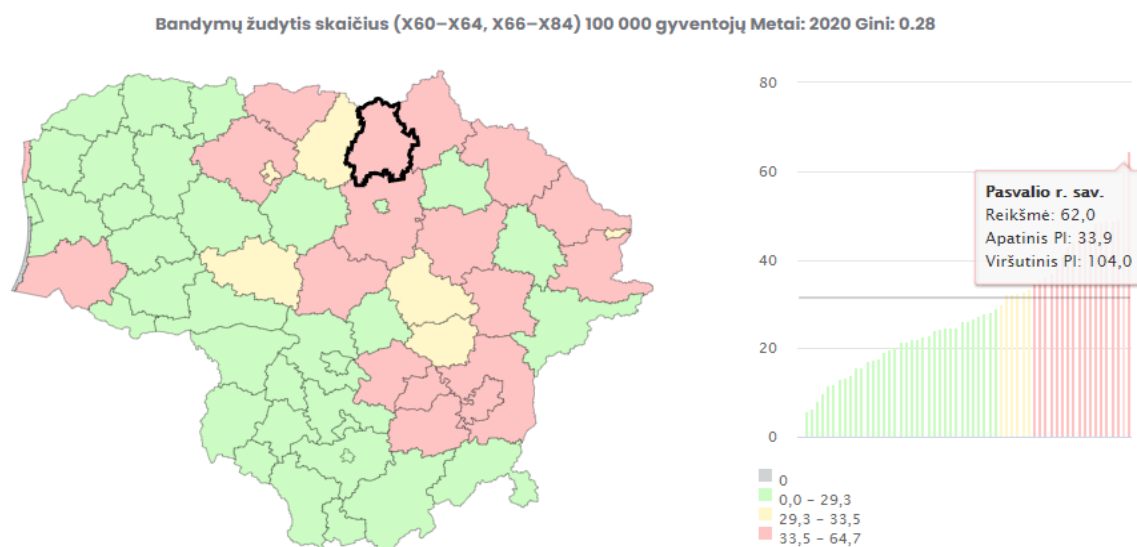 Bandymų žudytis skaičius (X60–X64, X66–X84) 100 000 gyventojų Metai: 2020 Gini: 0.28
80
60
40
20
0
Pasvalio r. sav.
Reikšmė: 62,0
Apatinis PI: 33,9
Viršutinis PI: 104,0
0
0,0 – 29,3
29,3 – 33,5
33,5 – 64,7